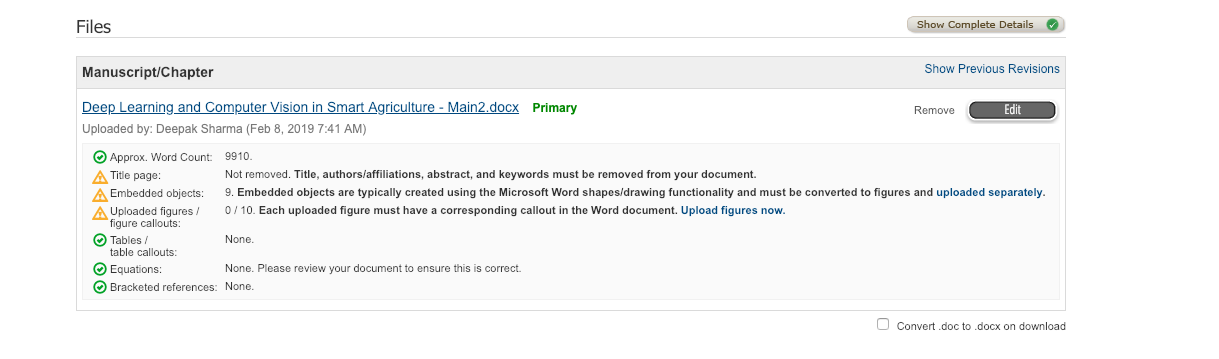 Files
Show Complete Details
Manuscript/Chapter
Show Previous Revisions
Deep Learning and Computer Vision in Smart Agriculture - Main2.docx Primary
Remove Edit
Uploaded by: Deepak Sharma (Feb 8, 2019 7:41 AM)
Approx. Word Count: 9910.
Title page: Not removed. Title, authors/affiliations, abstract, and keywords must be removed from your document.
Embedded objects: 9. Embedded objects are typically created using the Microsoft Word shapes/drawing functionality and must be converted to figures and uploaded separately.
Uploaded figures / 0 / 10. Each uploaded figure must have a corresponding callout in the Word document. Upload figures now.
figure callouts:
Tables / None.
table callouts:
Equations: None. Please review your document to ensure this is correct.
Bracketed references: None.
Convert .doc to .docx on download